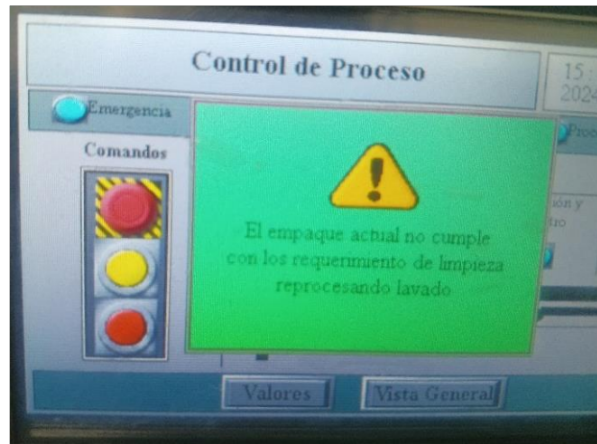 Control de Proceso
15:
2024
Emergencia
Comandos
El empaque actual no cumple
con los requerimiento de limpieza
reprocesando lavado
Valores
Vista General